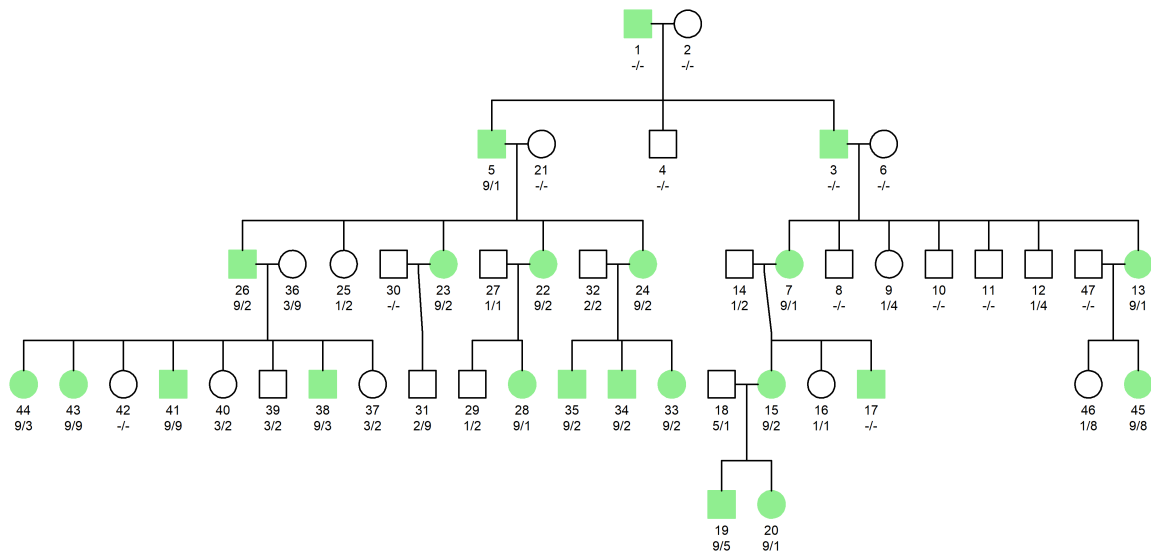 1 2
-/- -/-
5 21 4 3 6
9/1 -/- -/- -/- -/-
26 36 25 30 23 27 22 32 24 14 7 8 9 10 11 12 47 13
9/2 3/9 1/2 -/- 9/2 1/1 9/2 2/2 9/2 1/2 9/1 -/- 1/4 -/- -/- 1/4 -/- 9/1
44 43 42 41 40 39 38 37 31 29 28 35 34 33 18 15 16 17 46 45
9/3 9/9 -/- 9/9 3/2 3/2 9/3 3/2 2/9 1/2 9/1 9/2 9/2 9/2 5/1 9/2 1/1 -/- 1/8 9/8
19 20
9/5 9/1